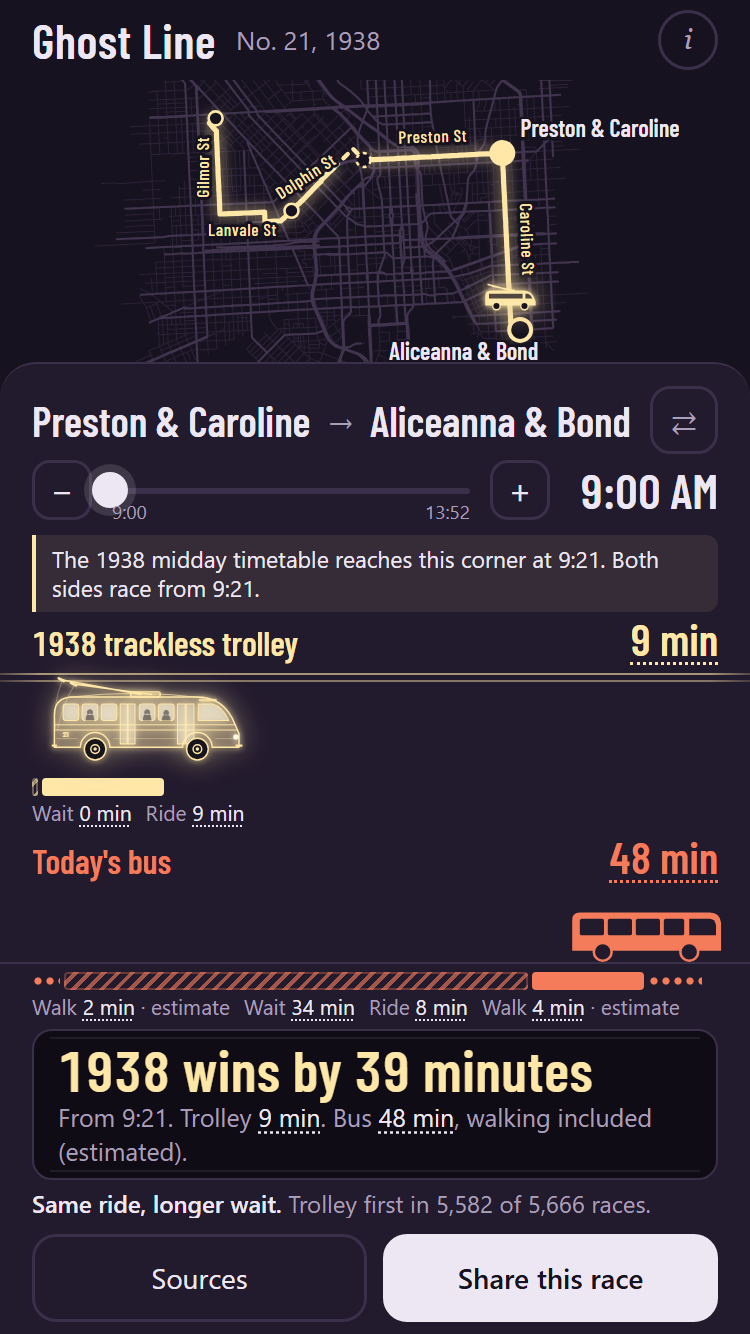 Ghost Line No. 21, 1938
i
Preston & Caroline
Preston St
Gilmor St
Dolphin St
Lanvale St
Caroline St
Aliceanna & Bond
Preston & Caroline → Aliceanna & Bond ⇄
− + 9:00 AM
9:00 13:52
The 1938 midday timetable reaches this corner at 9:21. Both
sides race from 9:21.
1938 trackless trolley 9 min
21
Wait 0 min Ride 9 min
Today's bus 48 min
Walk 2 min · estimate Wait 34 min Ride 8 min Walk 4 min · estimate
1938 wins by 39 minutes
From 9:21. Trolley 9 min. Bus 48 min, walking included
(estimated).
Same ride, longer wait. Trolley first in 5,582 of 5,666 races.
Sources Share this race